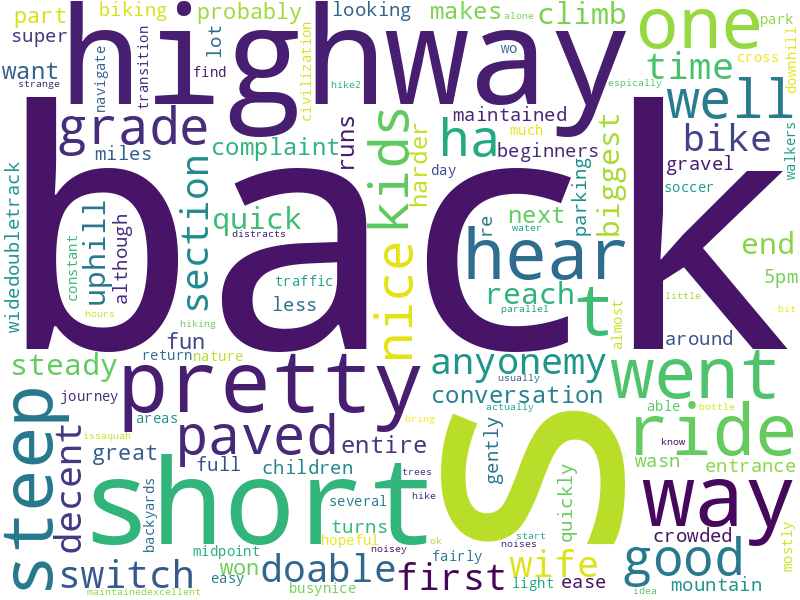 part
biking
probably
looking
makes
alone
climb
one
park
super
highway
lot
wo
time
cross
downhill
want
navigate
transition
find
civilization
strange
hike2
espically
well
grade
runs
kids
maintained
ha
much
bike
walkers
miles
complaint
harder
beginners
biggest
gravel
section
day
parking
soccer
back
widedoubletrack
constant
uphill
although
quick
distracts
nice
hear
re
next
water
end
traffic
less
reach
t
5pm
little
hours
hiking
parallel
almost
bit
fun
around
return
nature
steady
pretty
anyonemy
went
usually
steep
journey
conversation
actually
able
bottle
areas
bring
s
ride
issaquah
decent
paved
entire
gently
know
great
backyards
full
children
trees
quickly
wasn
entrance
short
several
hike
way
turns
start
crowded
hopeful
ok
noises
mostly
midpoint
noisey
fairly
switch
won
easy
doable
first
wife
light
ease
good
mountain
maintainedexcellent
busynice
idea